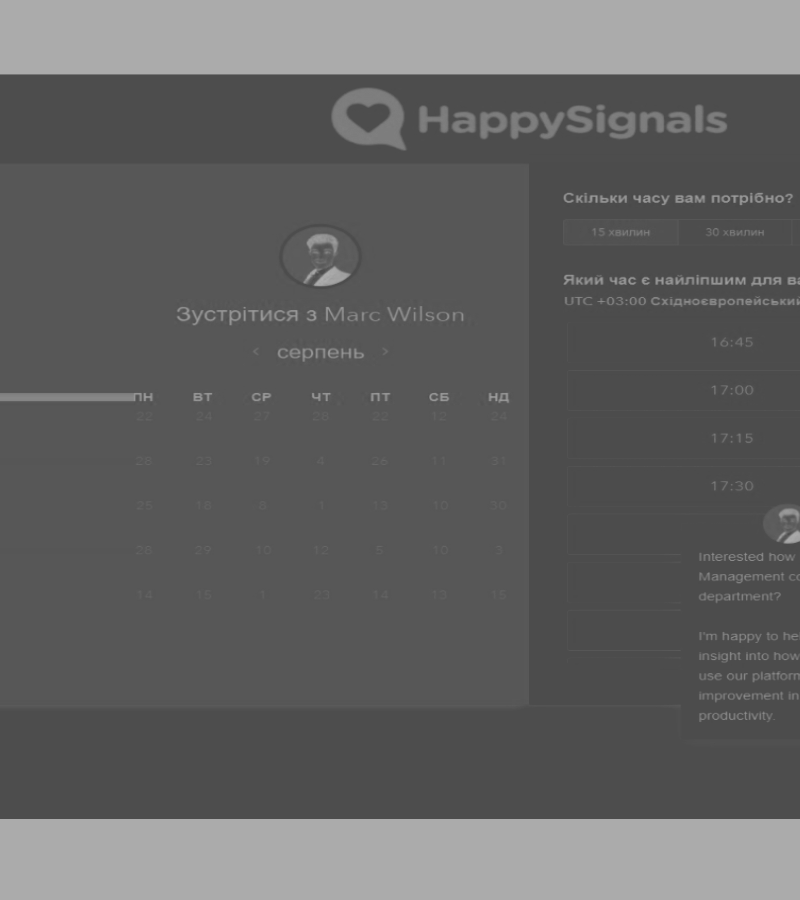 HappySignals
Зустрітися з Marc Wilson
‹ серпень ›
ПН ВТ СР ЧТ ПТ СБ НД
22 24 27 28 22 12 24
28 23 19 4 26 11 31
25 18 8 1 13 10 30
28 29 10 12 5 10 3
14 15 1 23 14 13 15
Скільки часу вам потрібно?
15 хвилин 30 хвилин
Який час є найліпшим для ва
UTC +03:00 Східноєвропейський
16:45
17:00
17:15
17:30
Interested how
Management co
department?
I'm happy to hel
insight into how
use our platform
improvement in
productivity.